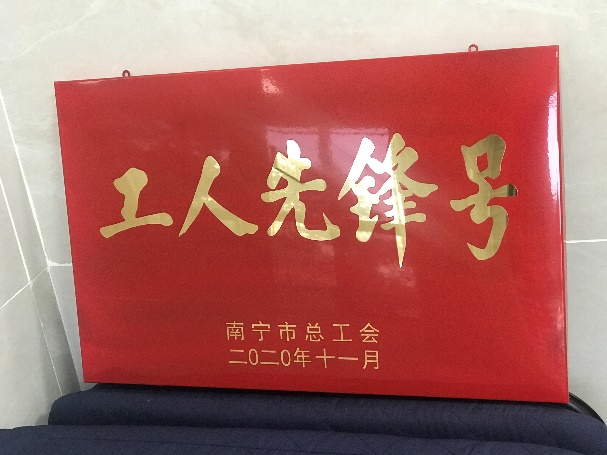 工人先锋号
南宁市总工会
二〇二〇年十一月